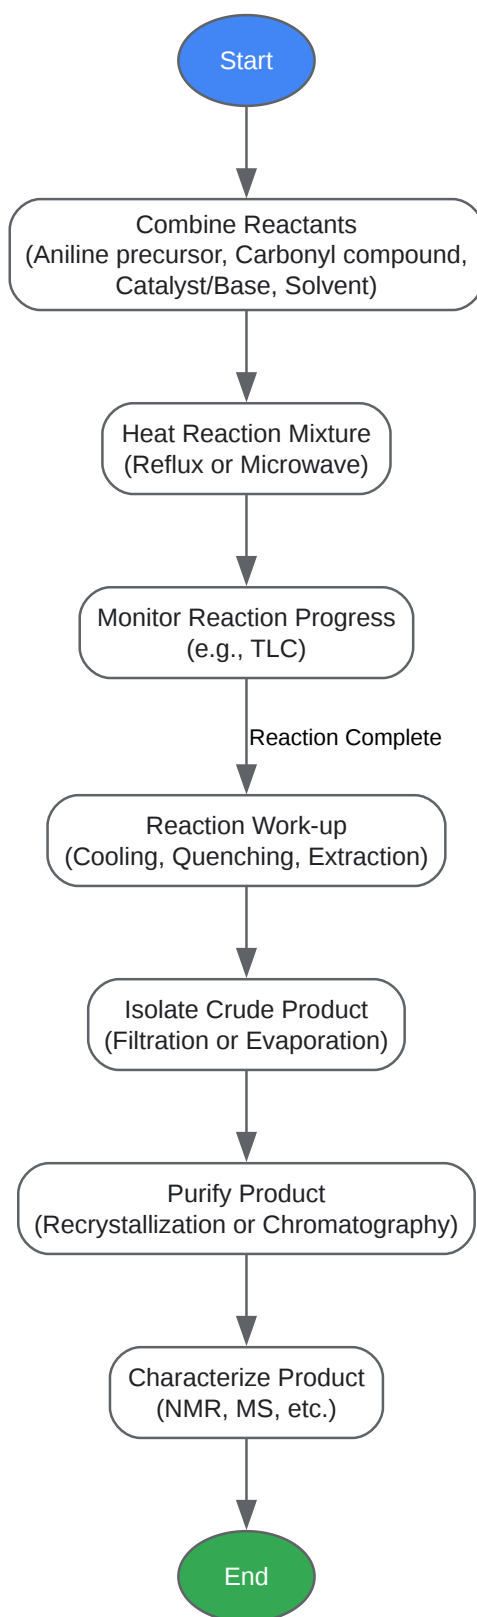 Start
Combine Reactants
(Aniline precursor, Carbonyl compound,
Catalyst/Base, Solvent)
Heat Reaction Mixture
(Reflux or Microwave)
Monitor Reaction Progress
(e.g., TLC)
Reaction Complete
Reaction Work-up
(Cooling, Quenching, Extraction)
Isolate Crude Product
(Filtration or Evaporation)
Purify Product
(Recrystallization or Chromatography)
Characterize Product
(NMR, MS, etc.)
End